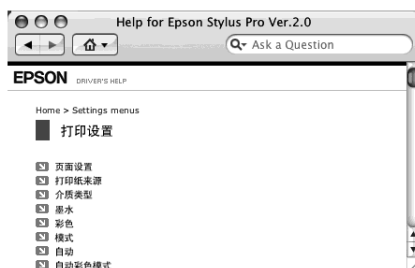 Help for Epson Stylus Pro Ver.2.0
Ask a Question
EPSON DRIVER'S HELP
Home > Settings menus
打印设置
页面设置
打印纸来源
介质类型
墨水
彩色
模式
自动
自动彩色模式